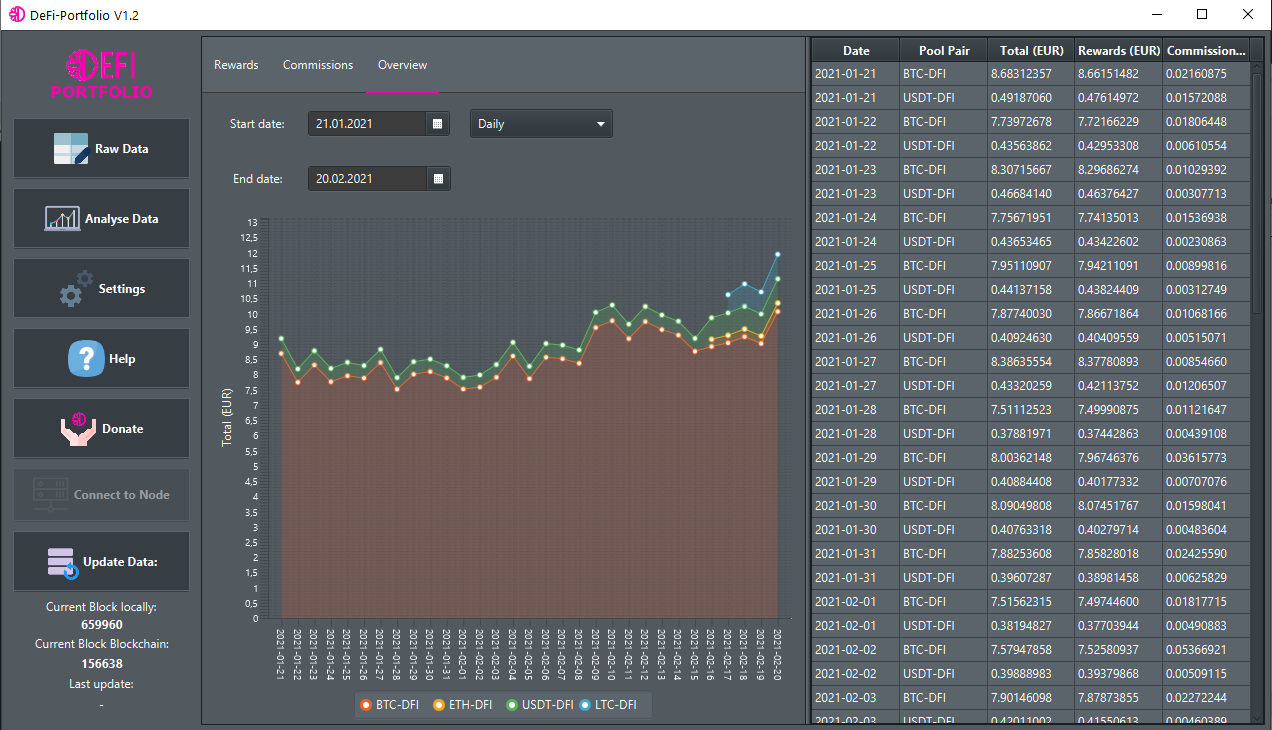 DeFi-Portfolio V1.2
DEFI
PORTFOLIO
Raw Data
Analyse Data
Settings
Help
Donate
Connect to Node
Update Data:
Current Block locally:
659960
Current Block Blockchain:
156638
Last update:
-
Rewards Commissions Overview
Start date: 21.01.2021 Daily
End date: 20.02.2021
Total (EUR)
13
12,5
12
11,5
11
10,5
10
9,5
9
8,5
8
7,5
7
6,5
6
5,5
5
4,5
4
3,5
3
2,5
2
1,5
1
0,5
0
2021-01-21
2021-01-22
2021-01-23
2021-01-24
2021-01-25
2021-01-26
2021-01-27
2021-01-28
2021-01-29
2021-01-30
2021-01-31
2021-02-01
2021-02-02
2021-02-03
2021-02-04
2021-02-05
2021-02-06
2021-02-07
2021-02-08
2021-02-09
2021-02-10
2021-02-11
2021-02-12
2021-02-13
2021-02-14
2021-02-15
2021-02-16
2021-02-17
2021-02-18
2021-02-19
2021-02-20
BTC-DFI ETH-DFI USDT-DFI LTC-DFI
Date Pool Pair Total (EUR) Rewards (EUR) Commission...
2021-01-21 BTC-DFI 8.68312357 8.66151482 0.02160875
2021-01-21 USDT-DFI 0.49187060 0.47614972 0.01572088
2021-01-22 BTC-DFI 7.73972678 7.72166229 0.01806448
2021-01-22 USDT-DFI 0.43563862 0.42953308 0.00610554
2021-01-23 BTC-DFI 8.30715667 8.29686274 0.01029392
2021-01-23 USDT-DFI 0.46684140 0.46376427 0.00307713
2021-01-24 BTC-DFI 7.75671951 7.74135013 0.01536938
2021-01-24 USDT-DFI 0.43653465 0.43422602 0.00230863
2021-01-25 BTC-DFI 7.95110907 7.94211091 0.00899816
2021-01-25 USDT-DFI 0.44137158 0.43824409 0.00312749
2021-01-26 BTC-DFI 7.87740030 7.86671864 0.01068166
2021-01-26 USDT-DFI 0.40924630 0.40409559 0.00515071
2021-01-27 BTC-DFI 8.38635554 8.37780893 0.00854660
2021-01-27 USDT-DFI 0.43320259 0.42113752 0.01206507
2021-01-28 BTC-DFI 7.51112523 7.49990875 0.01121647
2021-01-28 USDT-DFI 0.37881971 0.37442863 0.00439108
2021-01-29 BTC-DFI 8.00362148 7.96746376 0.03615773
2021-01-29 USDT-DFI 0.40884408 0.40177332 0.00707076
2021-01-30 BTC-DFI 8.09049808 8.07451767 0.01598041
2021-01-30 USDT-DFI 0.40763318 0.40279714 0.00483604
2021-01-31 BTC-DFI 7.88253608 7.85828018 0.02425590
2021-01-31 USDT-DFI 0.39607287 0.38981458 0.00625829
2021-02-01 BTC-DFI 7.51562315 7.49744600 0.01817715
2021-02-01 USDT-DFI 0.38194827 0.37703944 0.00490883
2021-02-02 BTC-DFI 7.57947858 7.52580937 0.05366921
2021-02-02 USDT-DFI 0.39888983 0.39379868 0.00509115
2021-02-03 BTC-DFI 7.90146098 7.87873855 0.02272244
2021-02-03 USDT-DFI 0.42011002 0.41550613 0.00460389